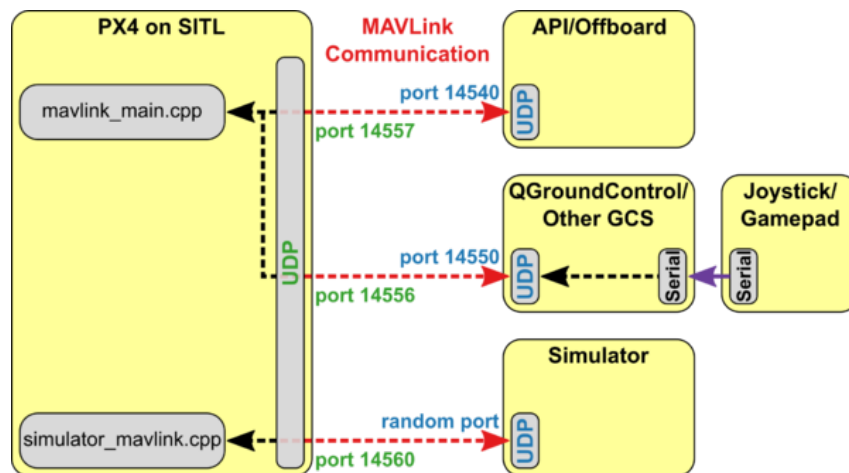 PX4 on SITL
mavlink_main.cpp
simulator_mavlink.cpp
UDP
MAVLink
Communication
port 14540
port 14557
port 14550
port 14556
random port
port 14560
API/Offboard
UDP
QGroundControl/
Other GCS
UDP
Serial
Joystick/
Gamepad
Serial
Simulator
UDP